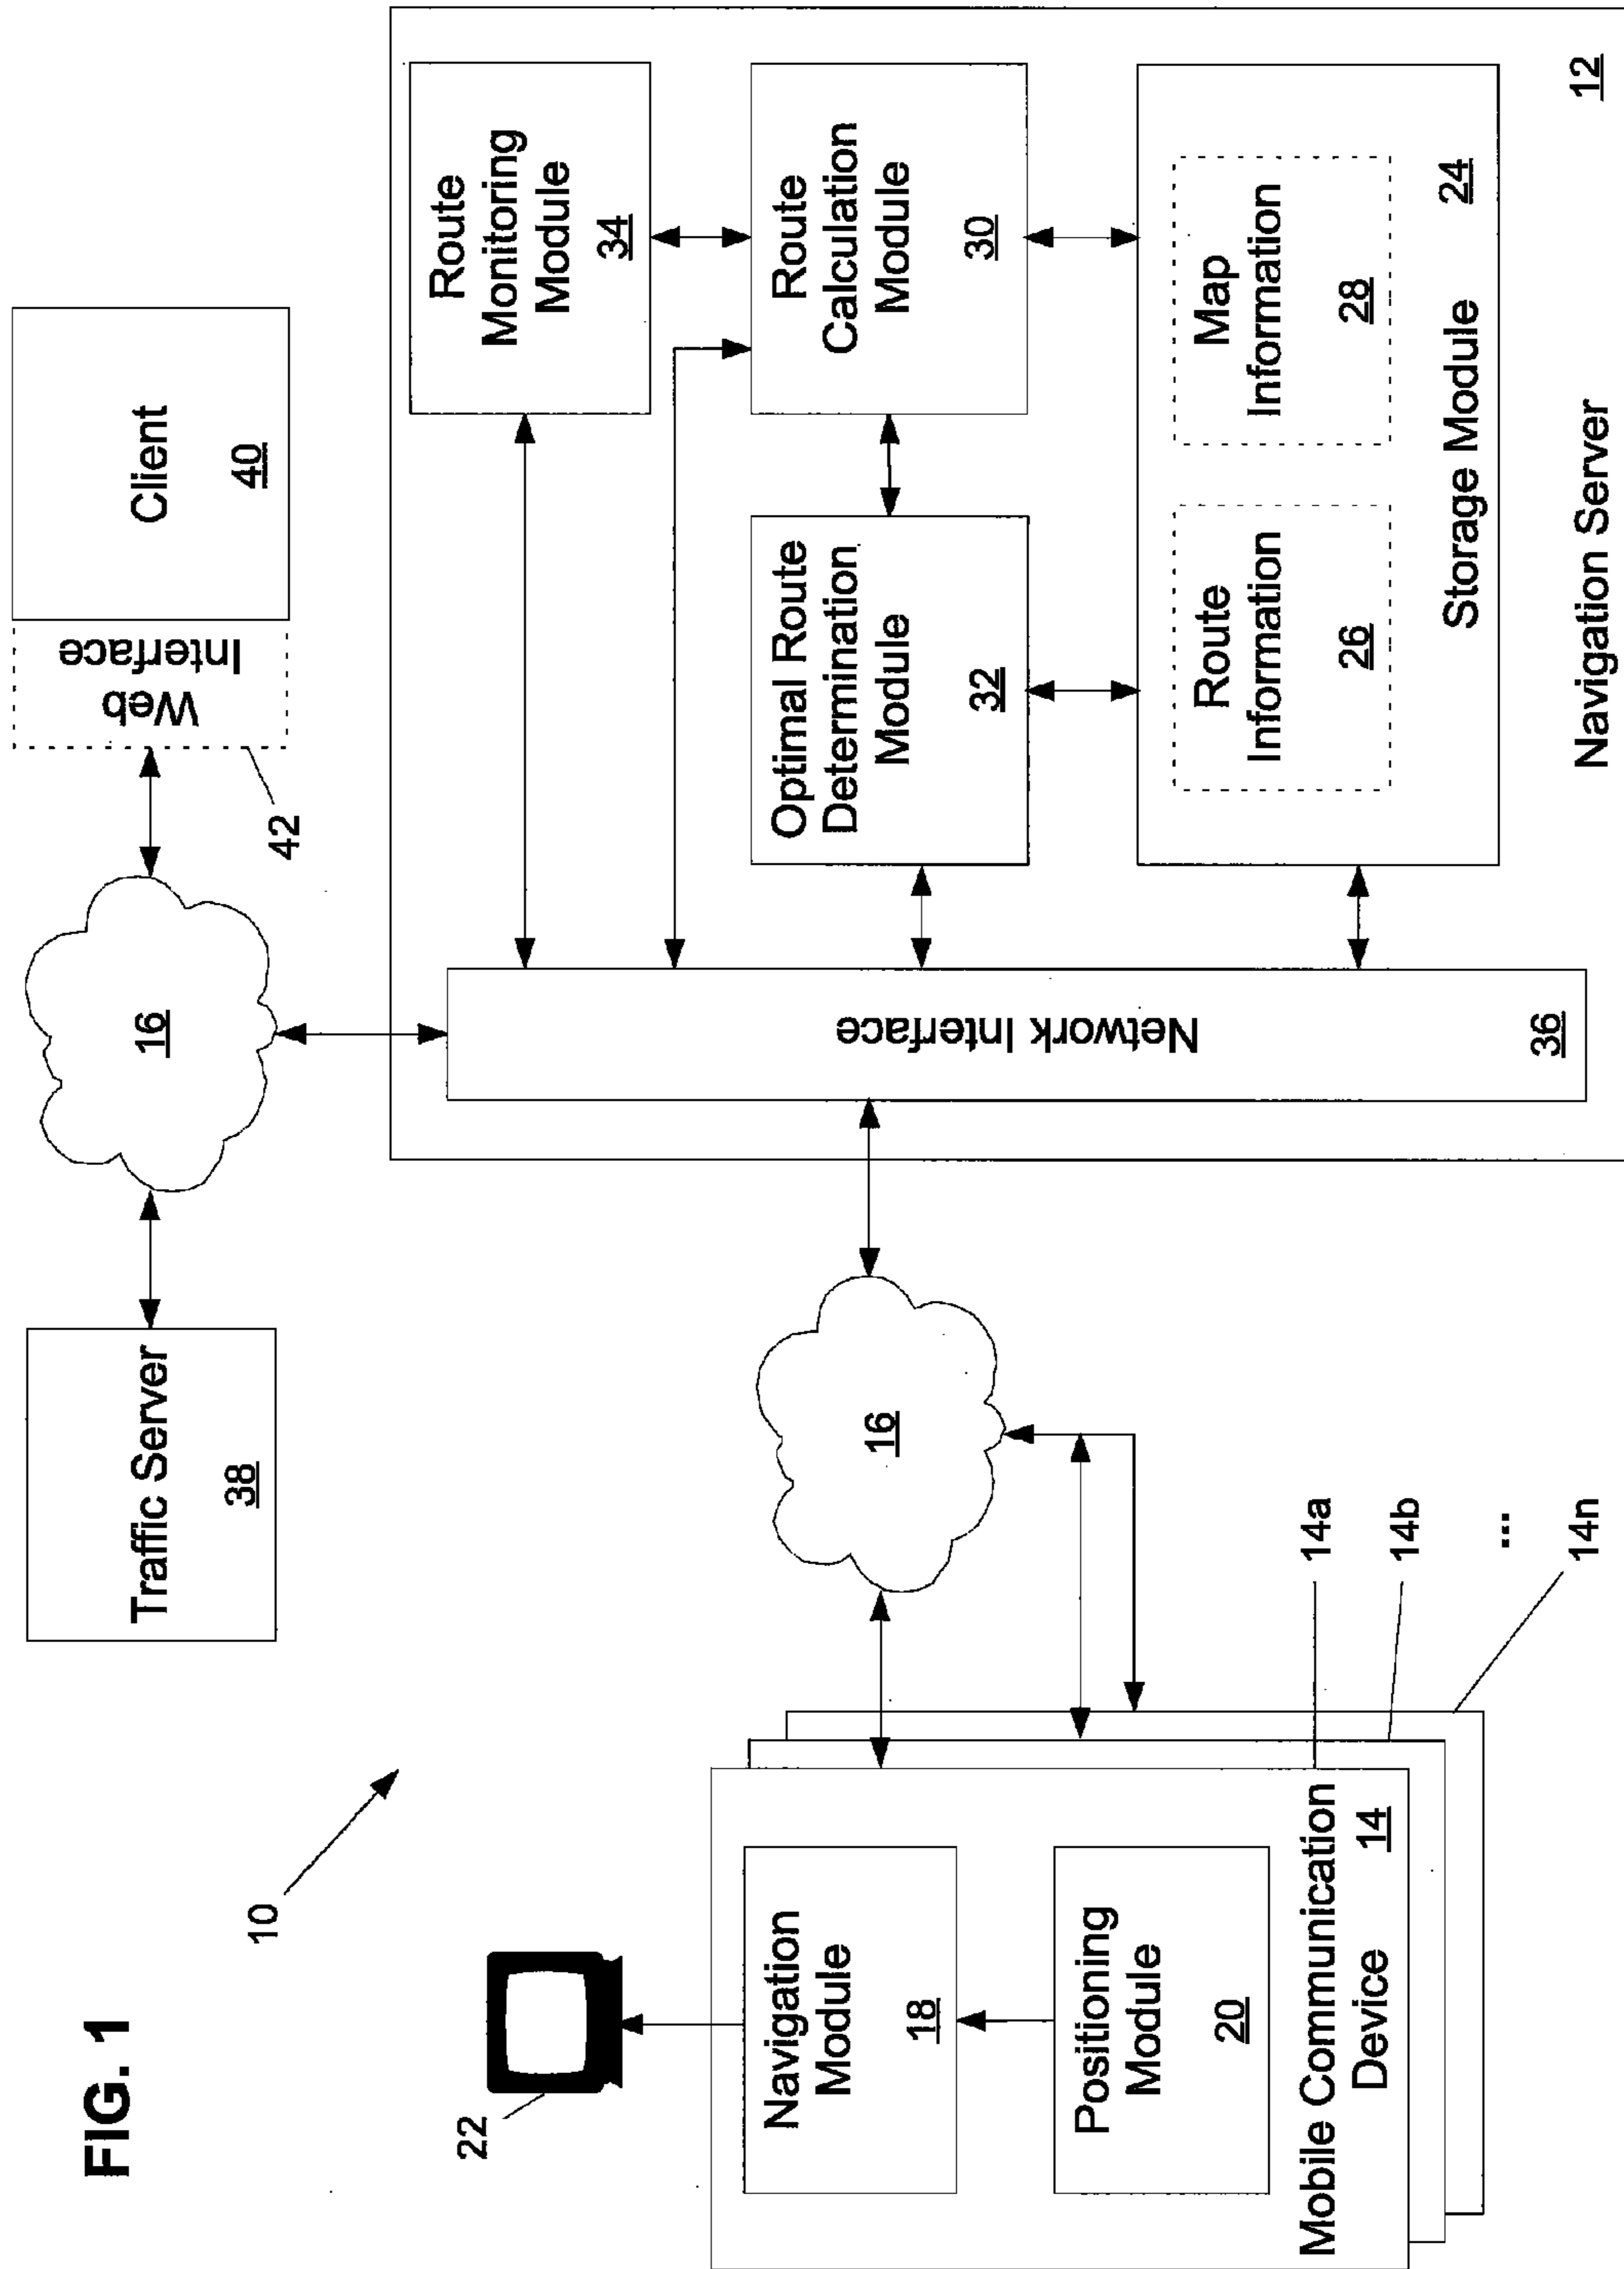 FIG. 1
10
Traffic Server
38
16
42
Web
Interface
Client
40
22
Navigation
Module
18
Positioning
Module
20
Mobile Communication
Device
14
14a
14b
...
14n
16
Network Interface
36
Route
Monitoring
Module
34
Optimal Route
Determination
Module
32
Route
Calculation
Module
30
Route
Information
26
Map
Information
28
Storage Module
24
Navigation Server
12